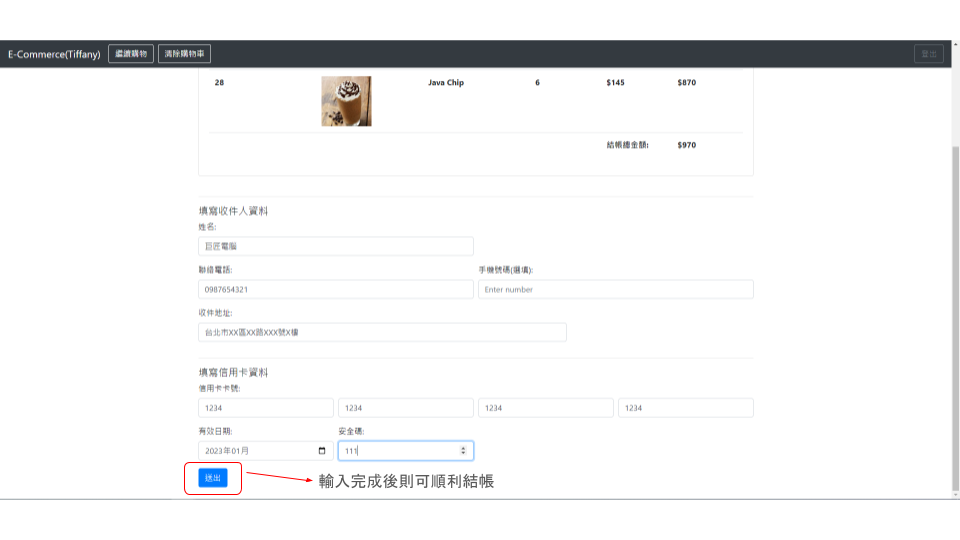 E-Commerce(Tiffany) 繼續購物 清除購物車 登出
28 Java Chip 6 $145 $870
結帳總金額: $970
填寫收件人資料
姓名:
巨匠電腦
聯絡電話: 手機號碼(選填):
0987654321 Enter number
收件地址:
台北市XX區XX路XXX號X樓
填寫信用卡資料
信用卡卡號:
1234 1234 1234 1234
有效日期: 安全碼:
2023年01月 111
送出 輸入完成後則可順利結帳